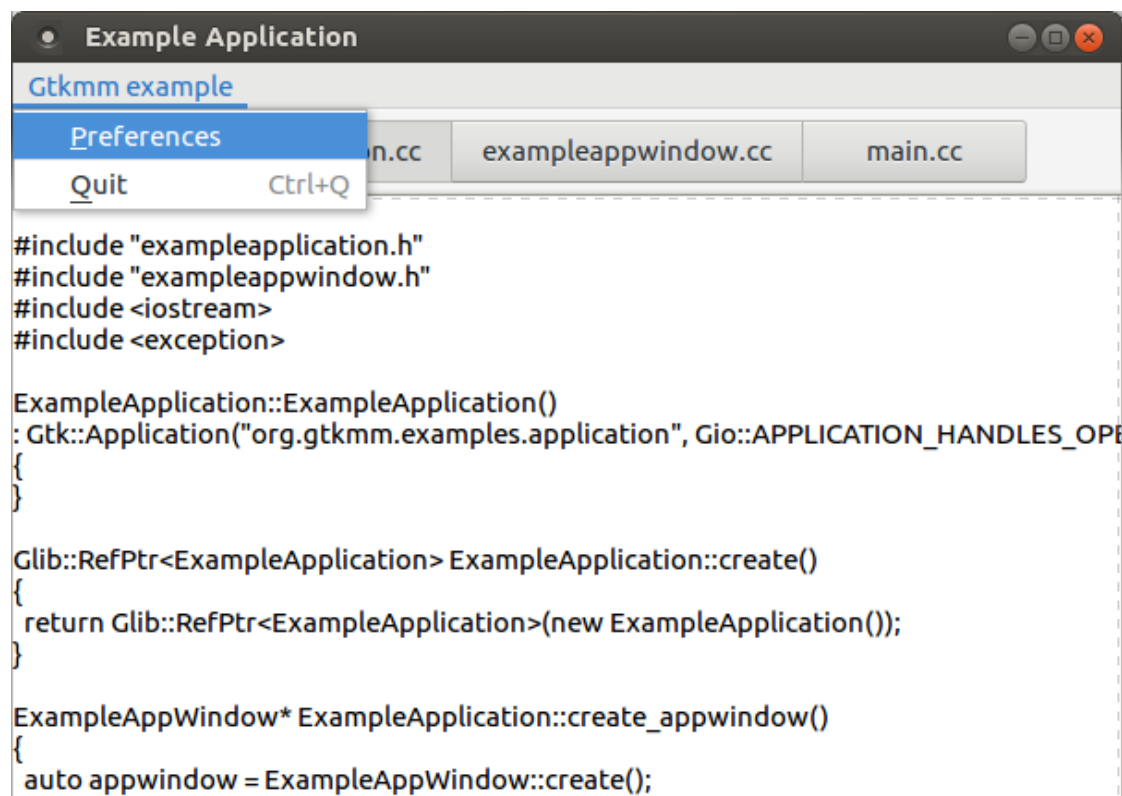 Example Application
Gtkmm example
Preferences
n.cc exampleappwindow.cc main.cc
Quit Ctrl+Q
#include "exampleapplication.h"
#include "exampleappwindow.h"
#include <iostream>
#include <exception>
ExampleApplication::ExampleApplication()
: Gtk::Application("org.gtkmm.examples.application", Gio::APPLICATION_HANDLES_OPE
{
}
Glib::RefPtr<ExampleApplication> ExampleApplication::create()
{
return Glib::RefPtr<ExampleApplication>(new ExampleApplication());
}
ExampleAppWindow* ExampleApplication::create_appwindow()
{
auto appwindow = ExampleAppWindow::create();